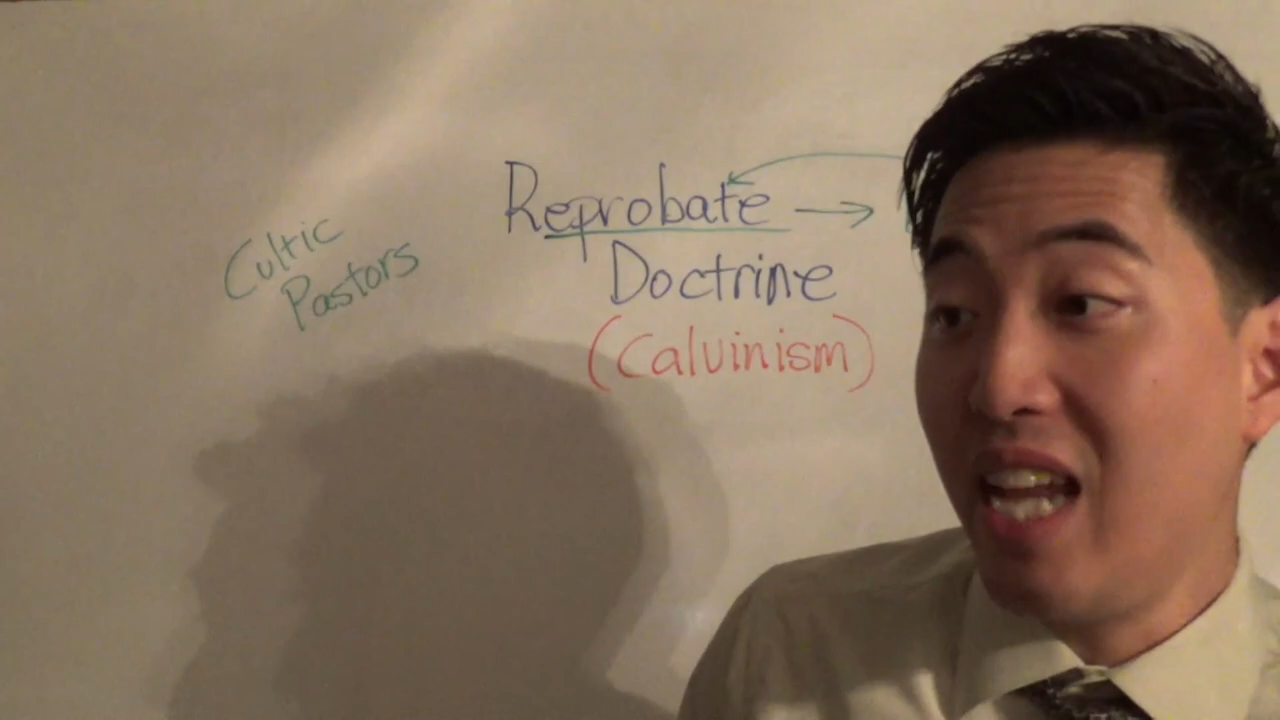 Reprobate →
Doctrine
(Calvinism)
Cultic
Pastors